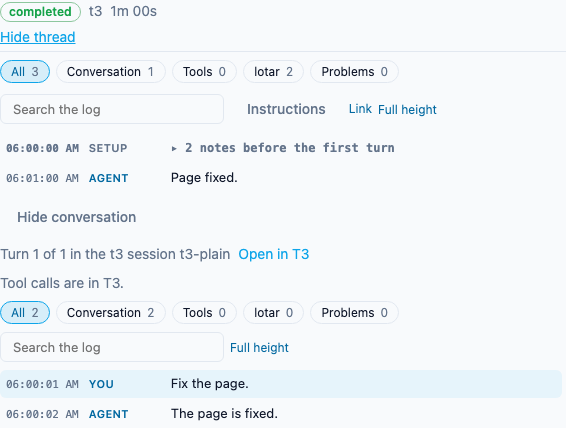 completed t3 1m 00s
Hide thread
All 3 Conversation 1 Tools 0 Iotar 2 Problems 0
Search the log Instructions Link Full height
06:00:00 AM SETUP ▸ 2 notes before the first turn
06:01:00 AM AGENT Page fixed.
Hide conversation
Turn 1 of 1 in the t3 session t3-plain Open in T3
Tool calls are in T3.
All 2 Conversation 2 Tools 0 Iotar 0 Problems 0
Search the log Full height
06:00:01 AM YOU Fix the page.
06:00:02 AM AGENT The page is fixed.